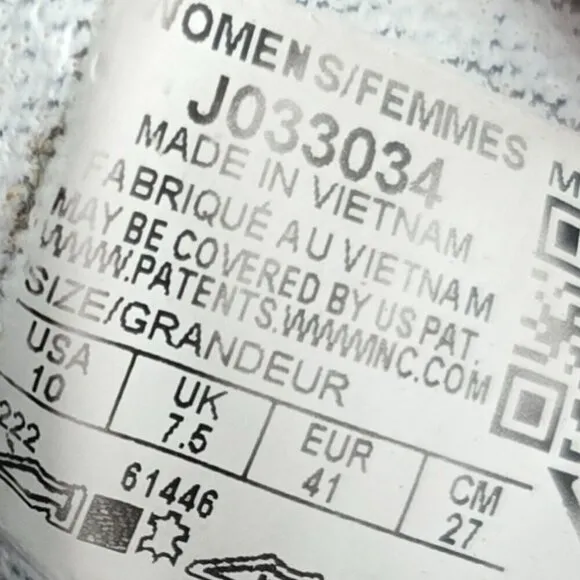 WOMENS/FEMMES
J033034
MADE IN VIETNAM
FABRIQUÉ AU VIETNAM
MAY BE COVERED BY US PAT.
WWW.PATENTS.WWWINC.COM
SIZE/GRANDEUR
USA UK EUR CM
10 7.5 41 27
222 61446